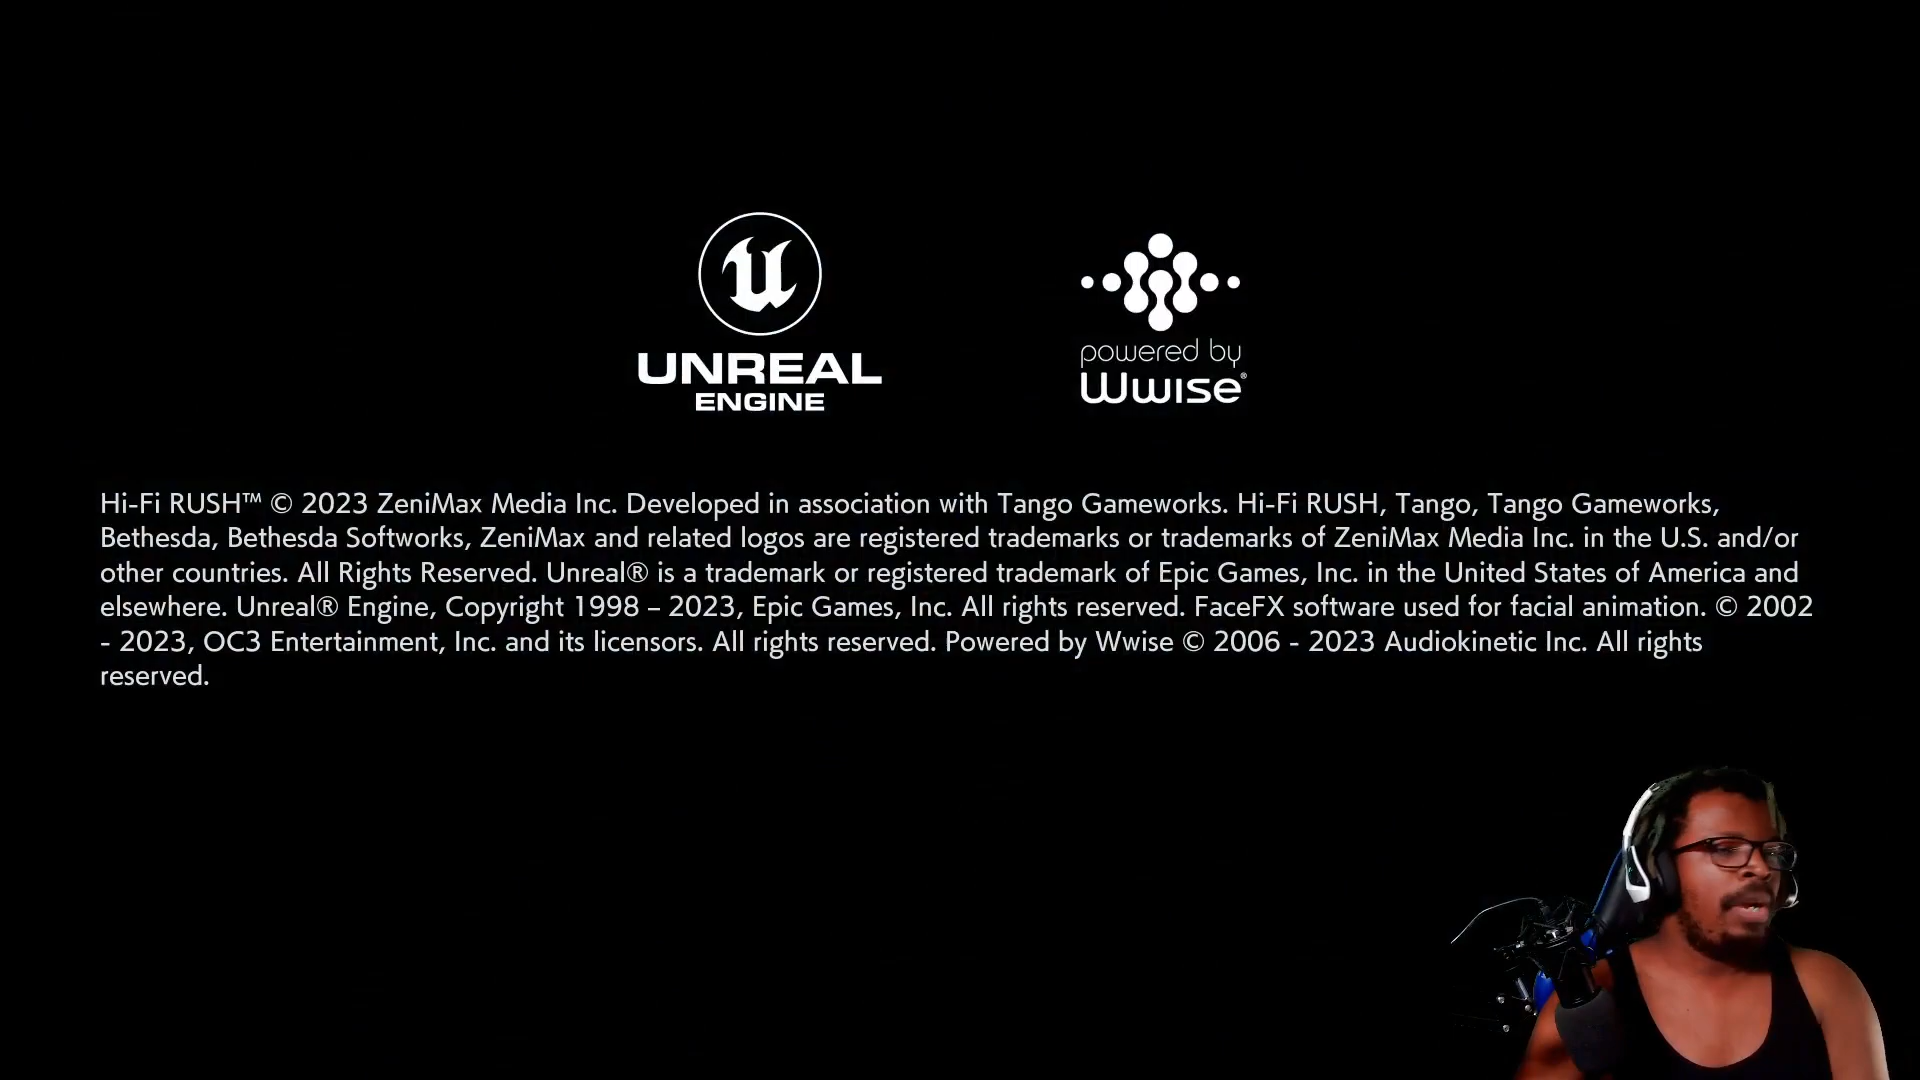 UNREAL
ENGINE
powered by
Wwise®
Hi-Fi RUSH™ © 2023 ZeniMax Media Inc. Developed in association with Tango Gameworks. Hi-Fi RUSH, Tango, Tango Gameworks,
Bethesda, Bethesda Softworks, ZeniMax and related logos are registered trademarks or trademarks of ZeniMax Media Inc. in the U.S. and/or
other countries. All Rights Reserved. Unreal® is a trademark or registered trademark of Epic Games, Inc. in the United States of America and
elsewhere. Unreal® Engine, Copyright 1998 – 2023, Epic Games, Inc. All rights reserved. FaceFX software used for facial animation. © 2002
- 2023, OC3 Entertainment, Inc. and its licensors. All rights reserved. Powered by Wwise © 2006 - 2023 Audiokinetic Inc. All rights
reserved.